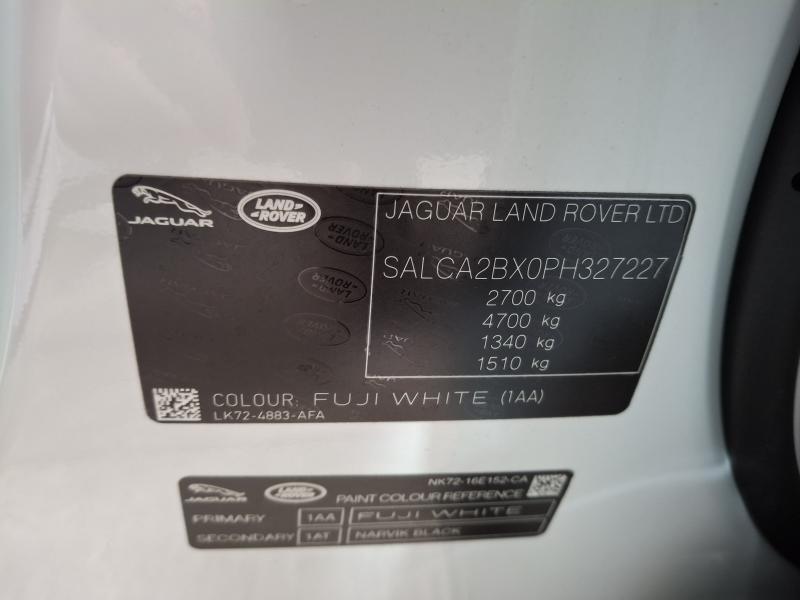 JAGUAR
LAND-
-ROVER
JAGUAR LAND ROVER LTD
SALCA2BX0PH327227
2700 kg
4700 kg
1340 kg
1510 kg
COLOUR: FUJI WHITE (1AA)
LK72-4883-AFA
JAGUAR
LAND-
-ROVER
NK72-16E152-CA
PAINT COLOUR REFERENCE
PRIMARY 1AA FUJI WHITE
SECONDARY 1AT NARVIK BLACK